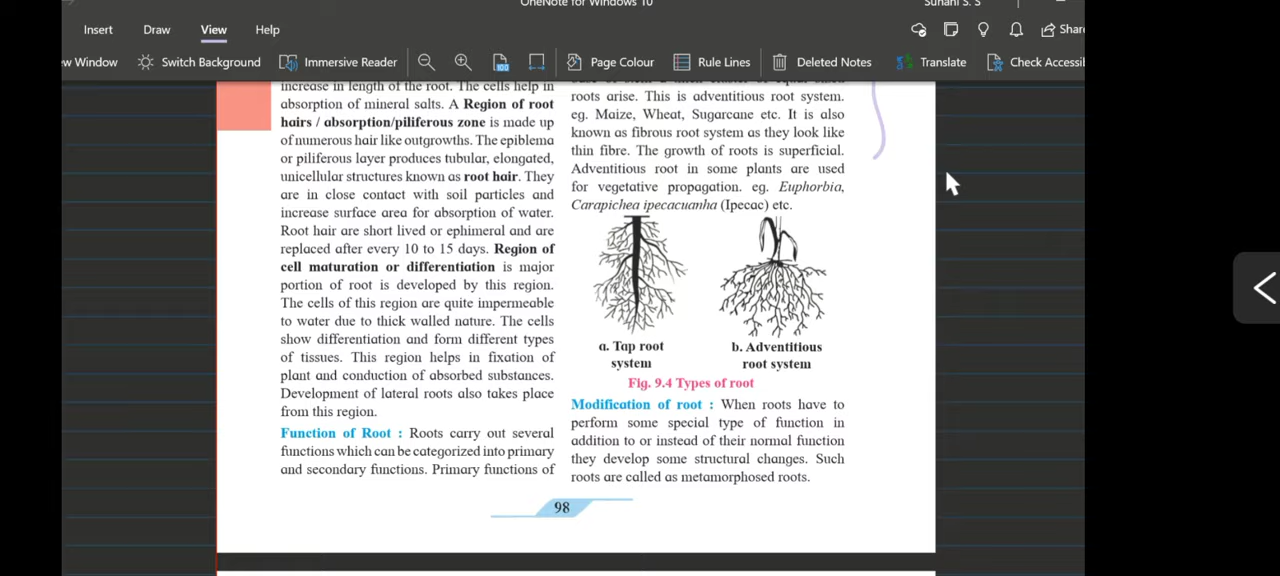 OneNote for Windows 10
Suhani S. S
Insert Draw View Help
Share
ew Window Switch Background Immersive Reader 100 Page Colour Rule Lines Deleted Notes Translate Check Accessibi
increase in length of the root. The cells help in
absorption of mineral salts. A Region of root
hairs / absorption/piliferous zone is made up
of numerous hair like outgrowths. The epiblema
or piliferous layer produces tubular, elongated,
unicellular structures known as root hair. They
are in close contact with soil particles and
increase surface area for absorption of water.
Root hair are short lived or ephemeral and are
replaced after every 10 to 15 days. Region of
cell maturation or differentiation is major
portion of root is developed by this region.
The cells of this region are quite impermeable
to water due to thick walled nature. The cells
show differentiation and form different types
of tissues. This region helps in fixation of
plant and conduction of absorbed substances.
Development of lateral roots also takes place
from this region.
Function of Root : Roots carry out several
functions which can be categorized into primary
and secondary functions. Primary functions of
roots arise. This is adventitious root system.
eg. Maize, Wheat, Sugarcane etc. It is also
known as fibrous root system as they look like
thin fibre. The growth of roots is superficial.
Adventitious root in some plants are used
for vegetative propagation. eg. Euphorbia,
Carapichea ipecacuanha (Ipecac) etc.
a. Tap root
system
b. Adventitious
root system
Fig. 9.4 Types of root
Modification of root : When roots have to
perform some special type of function in
addition to or instead of their normal function
they develop some structural changes. Such
roots are called as metamorphosed roots.
98